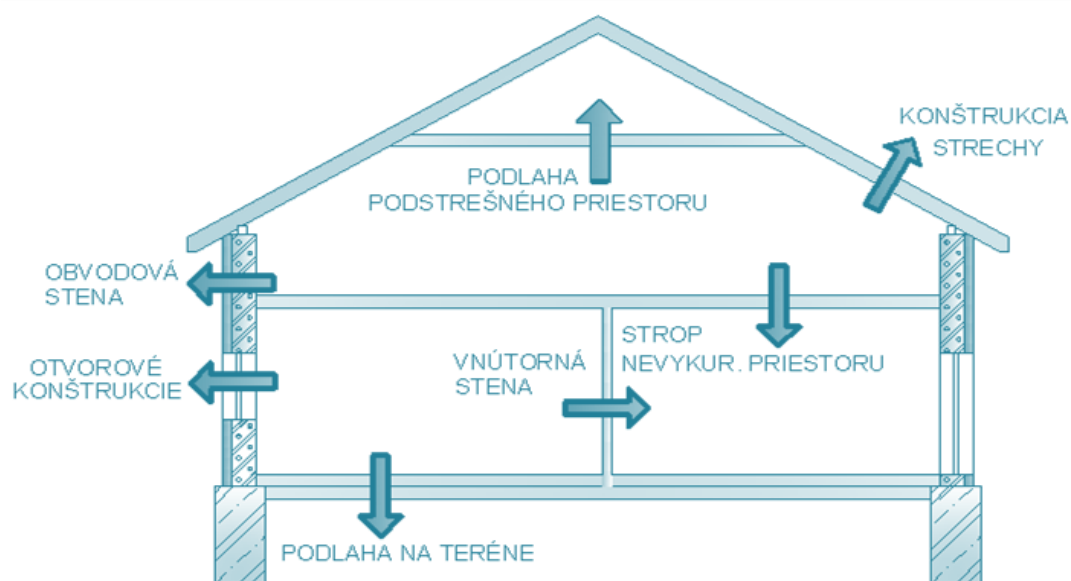 KONŠTRUKCIA
STRECHY
PODLAHA
PODSTREŠNÉHO PRIESTORU
OBVODOVÁ
STENA
STROP
NEVYKUR. PRIESTORU
VNÚTORNÁ
STENA
OTVOROVÉ
KONŠTRUKCIE
PODLAHA NA TERÉNE